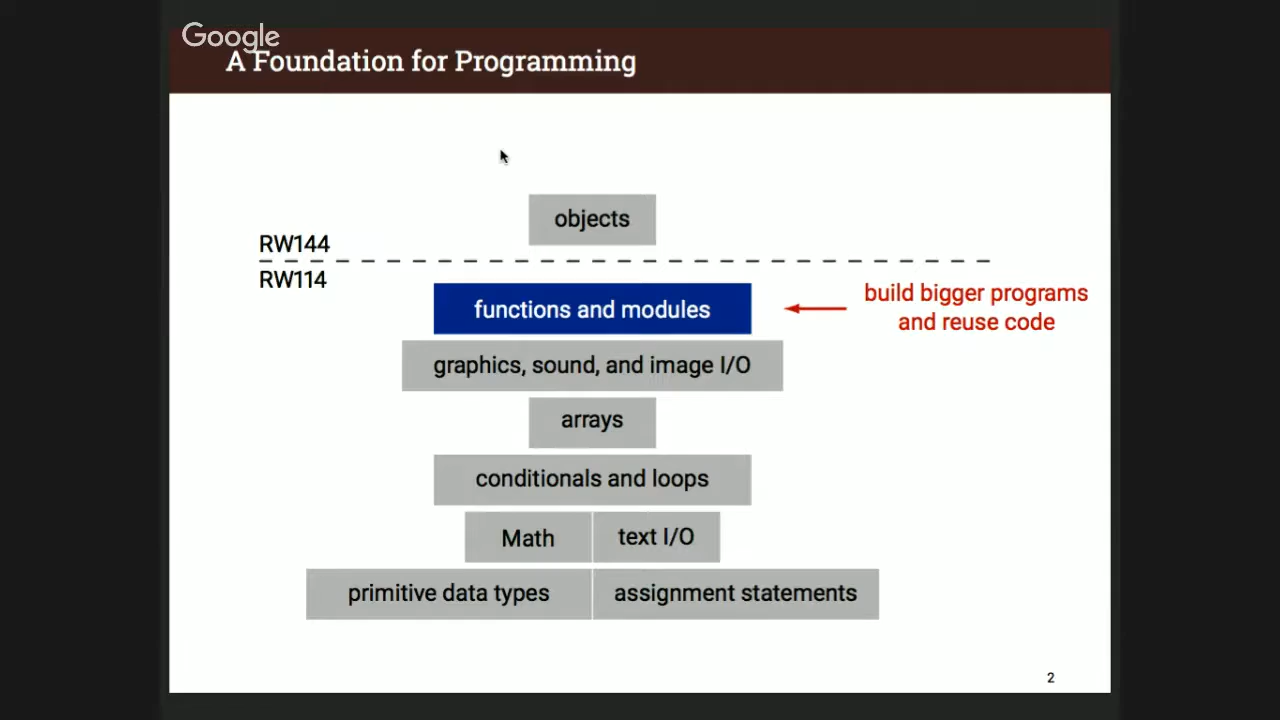 Google
A Foundation for Programming
objects
RW144
RW114
functions and modules
build bigger programs
and reuse code
graphics, sound, and image I/O
arrays
conditionals and loops
Math
text I/O
primitive data types
assignment statements
2